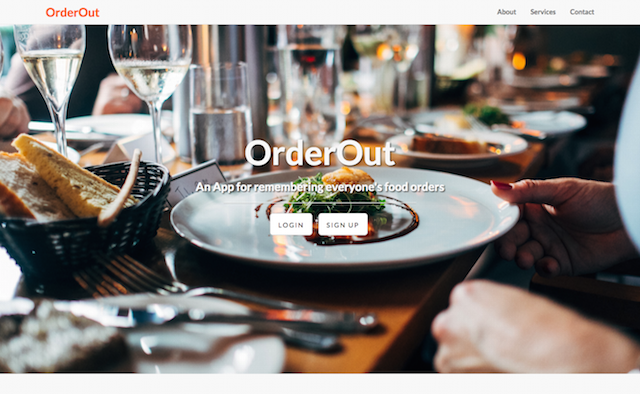 OrderOut
About Services Contact
OrderOut
An App for remembering everyone's food orders
LOGIN SIGN UP